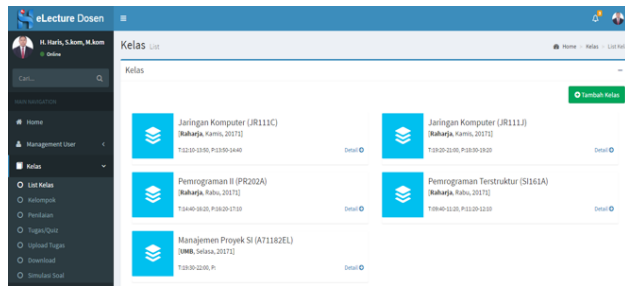 eLecture Dosen
H. Haris, S.kom, M.kom
Online
Cari...
MAIN NAVIGATION
Home
Management User
Kelas
List Kelas
Kelompok
Penilaian
Tugas/Quiz
Upload Tugas
Download
Simulasi Soal
Kelas List
Home - Kelas - List Kel
Kelas
Tambah Kelas
Jaringan Komputer (JR111C)
[Raharja, Kamis, 20171]
T:12:10-13:50, P:13:50-14:40
Detail
Jaringan Komputer (JR111J)
[Raharja, Kamis, 20171]
T:19:20-21:00, P:18:30-19:20
Detail
Pemrograman II (PR202A)
[Raharja, Rabu, 20171]
T:14:40-16:20, P:16:20-17:10
Detail
Pemrograman Terstruktur (SI161A)
[Raharja, Rabu, 20171]
T:09:40-11:20, P:11:20-12:10
Detail
Manajemen Proyek SI (A71182EL)
[UMB, Selasa, 20171]
T:19:30-22:00, P:
Detail